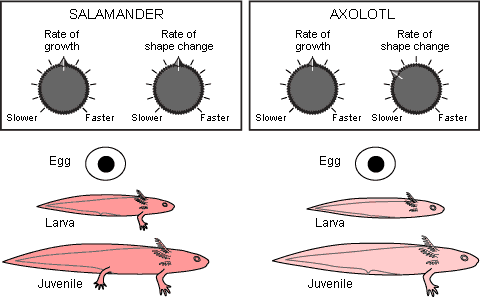 SALAMANDER
Rate of
growth
Rate of
shape change
Slower
Faster
Slower
Faster
AXOLOTL
Rate of
growth
Rate of
shape change
Slower
Faster
Slower
Faster
Egg
Egg
Larva
Larva
Juvenile
Juvenile